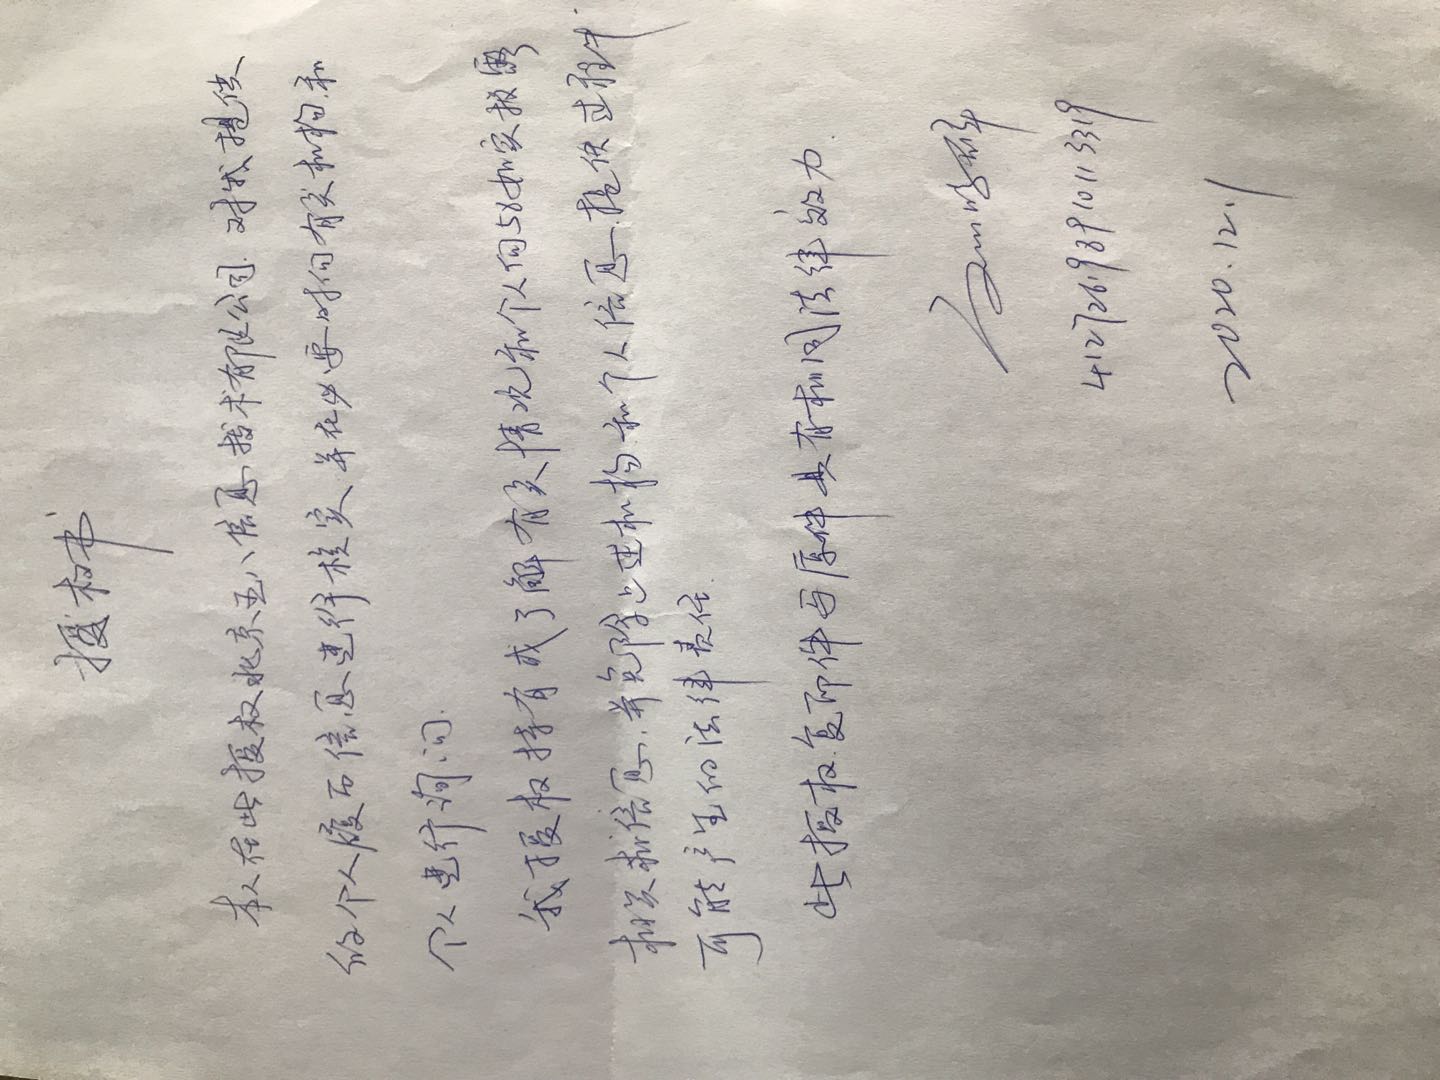 授权书
本人在此授权北京五八信息技术有限公司.对我提供
的个人履历信息进行核实.并在必要时向有关机构.和
个人进行询问.
我授权持有或了解有关情况和个人向58如实披露
相关 信息.并免除上述机构.和个人信息.提供过程中
可能产生的法律责任.
此授权.复印件与原件具有相同法律效力.
412726198910113319
2020.12.1